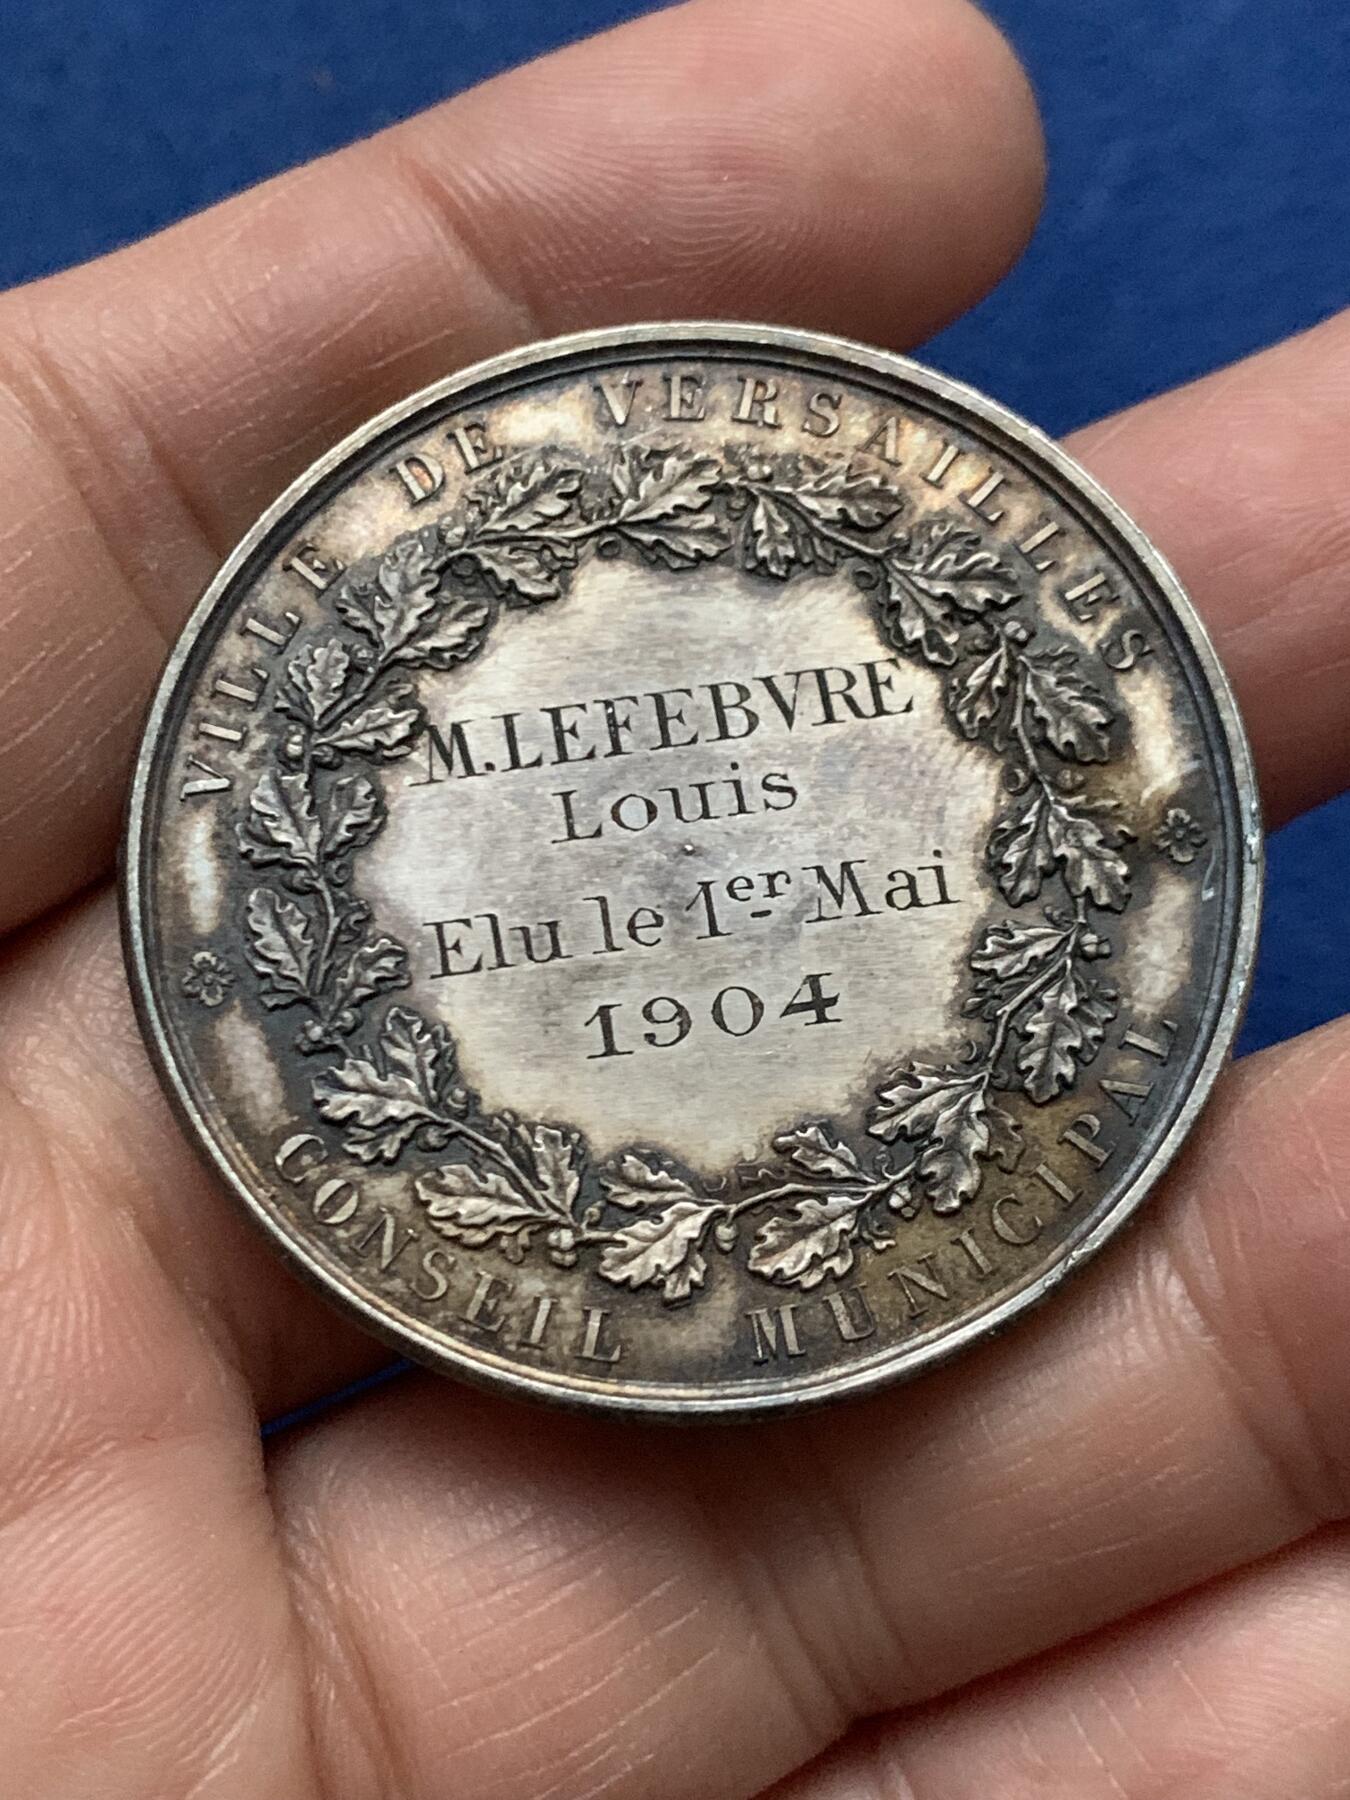 VILLE DE VERSAILLES
M. LEFEBVRE
Louis
Elu le 1er Mai
1904
CONSEIL MUNICIPAL